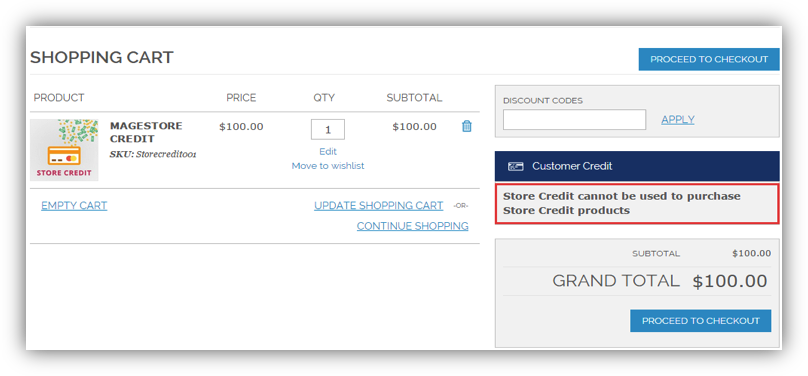 SHOPPING CART
PROCEED TO CHECKOUT
PRODUCT PRICE QTY SUBTOTAL
MAGESTORE
CREDIT
SKU: Storecredit001
STORE CREDIT
$100.00
1
Edit
Move to wishlist
$100.00
EMPTY CART
UPDATE SHOPPING CART -OR-
CONTINUE SHOPPING
DISCOUNT CODES
APPLY
Customer Credit
Store Credit cannot be used to purchase
Store Credit products
SUBTOTAL $100.00
GRAND TOTAL $100.00
PROCEED TO CHECKOUT